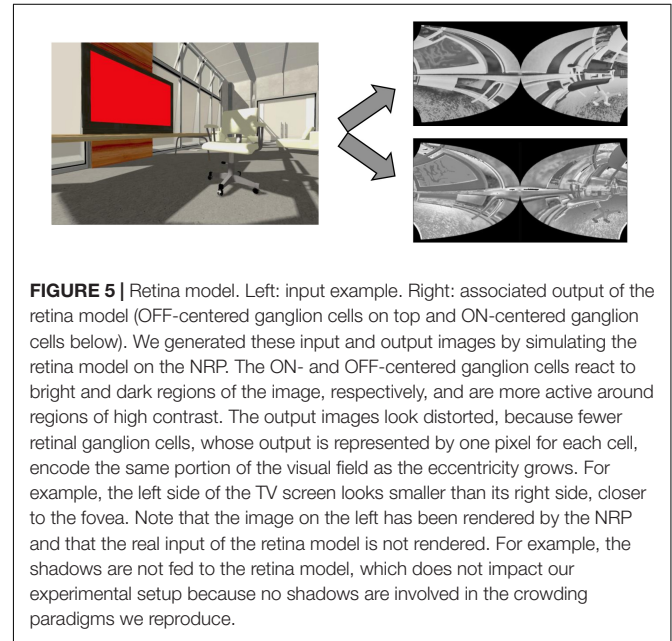 FIGURE 5 | Retina model. Left: input example. Right: associated output of the
retina model (OFF-centered ganglion cells on top and ON-centered ganglion
cells below). We generated these input and output images by simulating the
retina model on the NRP. The ON- and OFF-centered ganglion cells react to
bright and dark regions of the image, respectively, and are more active around
regions of high contrast. The output images look distorted, because fewer
retinal ganglion cells, whose output is represented by one pixel for each cell,
encode the same portion of the visual field as the eccentricity grows. For
example, the left side of the TV screen looks smaller than its right side, closer
to the fovea. Note that the image on the left has been rendered by the NRP
and that the real input of the retina model is not rendered. For example, the
shadows are not fed to the retina model, which does not impact our
experimental setup because no shadows are involved in the crowding
paradigms we reproduce.